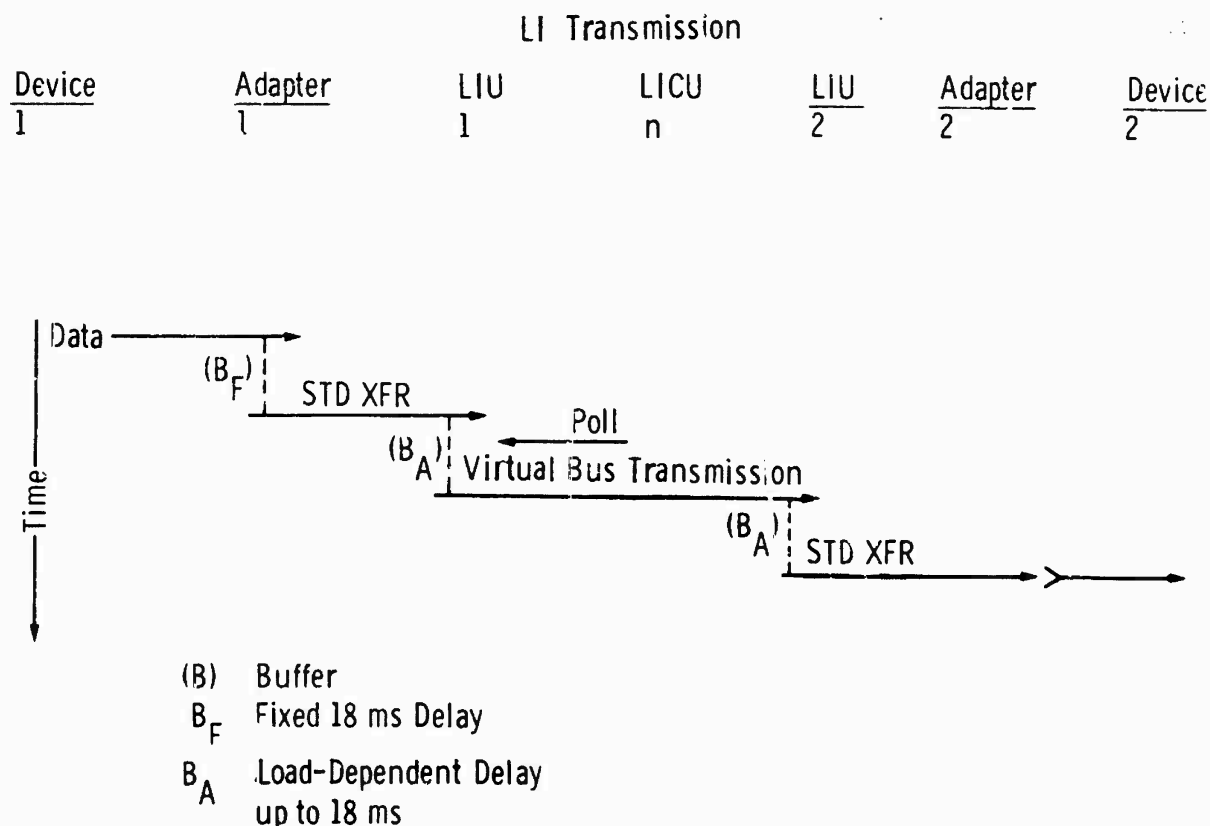 LI Transmission
Device Adapter LIU LICU LIU Adapter Device
1 1 1 n 2 2 2
Data
(B_F)
STD XFR
Poll
(B_A)
Virtual Bus Transmission
(B_A)
STD XFR
Time
(B) Buffer
B_F Fixed 18 ms Delay
B_A Load-Dependent Delay
up to 18 ms